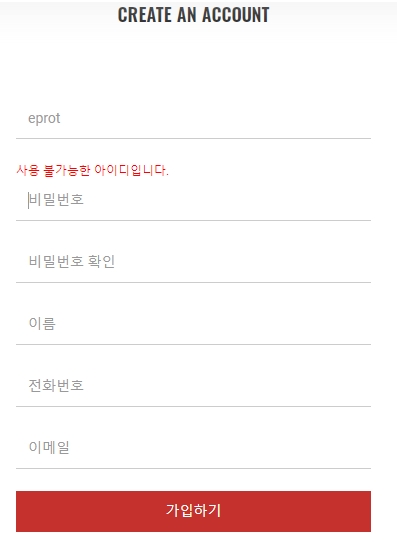 CREATE AN ACCOUNT
eprot
사용 불가능한 아이디입니다.
비밀번호
비밀번호 확인
이름
전화번호
이메일
가입하기